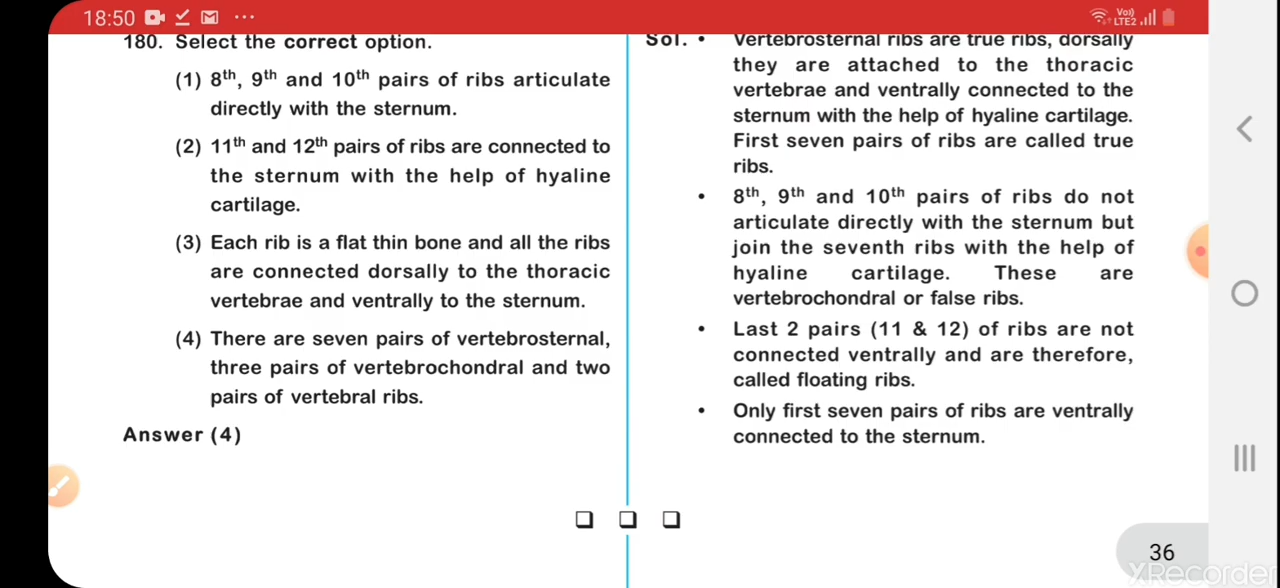 18:50
Vo)) LTE2
180. Select the correct option.
(1) 8th, 9th and 10th pairs of ribs articulate
directly with the sternum.
(2) 11th and 12th pairs of ribs are connected to
the sternum with the help of hyaline
cartilage.
(3) Each rib is a flat thin bone and all the ribs
are connected dorsally to the thoracic
vertebrae and ventrally to the sternum.
(4) There are seven pairs of vertebrosternal,
three pairs of vertebrochondral and two
pairs of vertebral ribs.
Answer (4)
Sol. • Vertebrosternal ribs are true ribs, dorsally
they are attached to the thoracic
vertebrae and ventrally connected to the
sternum with the help of hyaline cartilage.
First seven pairs of ribs are called true
ribs.
• 8th, 9th and 10th pairs of ribs do not
articulate directly with the sternum but
join the seventh ribs with the help of
hyaline cartilage. These are
vertebrochondral or false ribs.
• Last 2 pairs (11 & 12) of ribs are not
connected ventrally and are therefore,
called floating ribs.
• Only first seven pairs of ribs are ventrally
connected to the sternum.
36
XRecorder